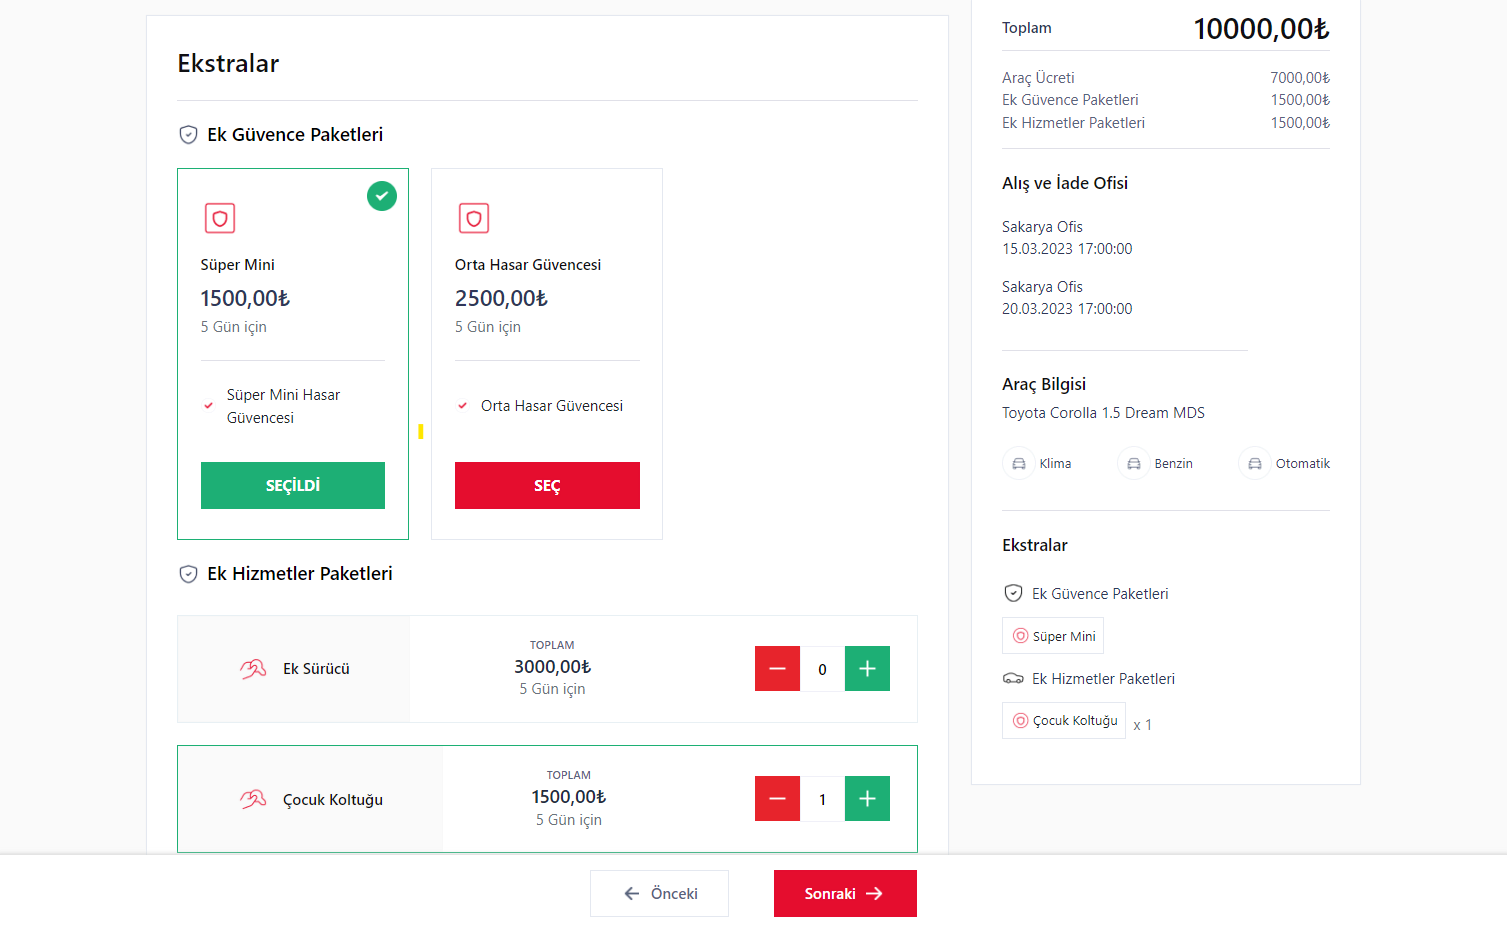 Ekstralar
Ek Güvence Paketleri
Süper Mini
1500,00₺
5 Gün için
Süper Mini Hasar
Güvencesi
SEÇİLDİ
Orta Hasar Güvencesi
2500,00₺
5 Gün için
Orta Hasar Güvencesi
SEÇ
Ek Hizmetler Paketleri
Ek Sürücü
TOPLAM
3000,00₺
5 Gün için
0
Çocuk Koltuğu
TOPLAM
1500,00₺
5 Gün için
1
Toplam 10000,00₺
Araç Ücreti 7000,00₺
Ek Güvence Paketleri 1500,00₺
Ek Hizmetler Paketleri 1500,00₺
Alış ve İade Ofisi
Sakarya Ofis
15.03.2023 17:00:00
Sakarya Ofis
20.03.2023 17:00:00
Araç Bilgisi
Toyota Corolla 1.5 Dream MDS
Klima Benzin Otomatik
Ekstralar
Ek Güvence Paketleri
Süper Mini
Ek Hizmetler Paketleri
Çocuk Koltuğu x 1
Önceki Sonraki